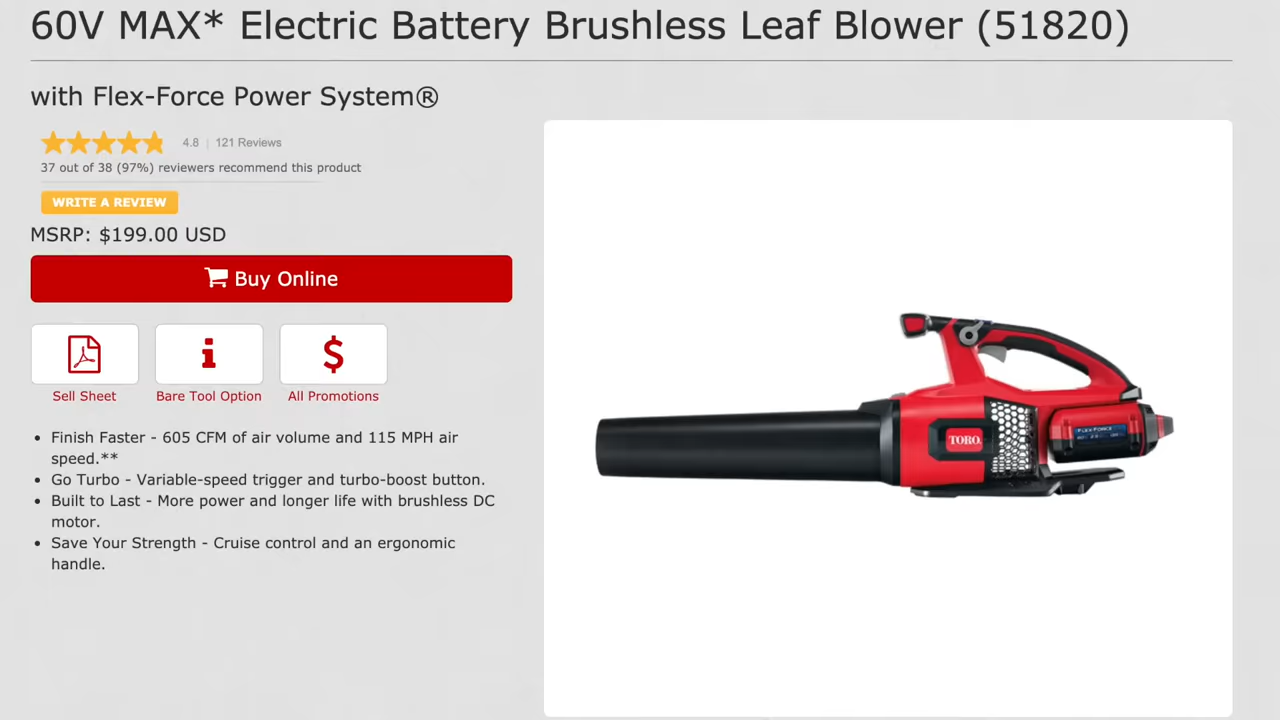 60V MAX* Electric Battery Brushless Leaf Blower (51820)
with Flex-Force Power System®
4.8 | 121 Reviews
37 out of 38 (97%) reviewers recommend this product
WRITE A REVIEW
MSRP: $199.00 USD
Buy Online
Sell Sheet
Bare Tool Option
All Promotions
• Finish Faster - 605 CFM of air volume and 115 MPH air
speed.**
• Go Turbo - Variable-speed trigger and turbo-boost button.
• Built to Last - More power and longer life with brushless DC
motor.
• Save Your Strength - Cruise control and an ergonomic
handle.
TORO.
FLEX-FORCE